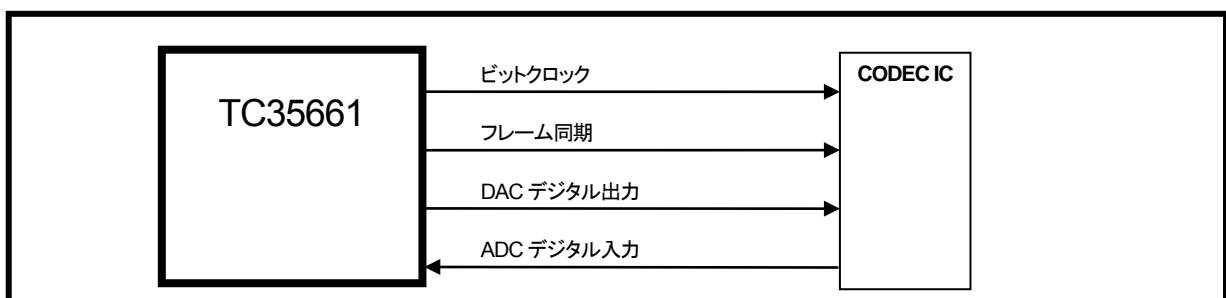 TC35661
ビットクロック
CODEC IC
フレーム同期
DAC デジタル出力
ADC デジタル入力